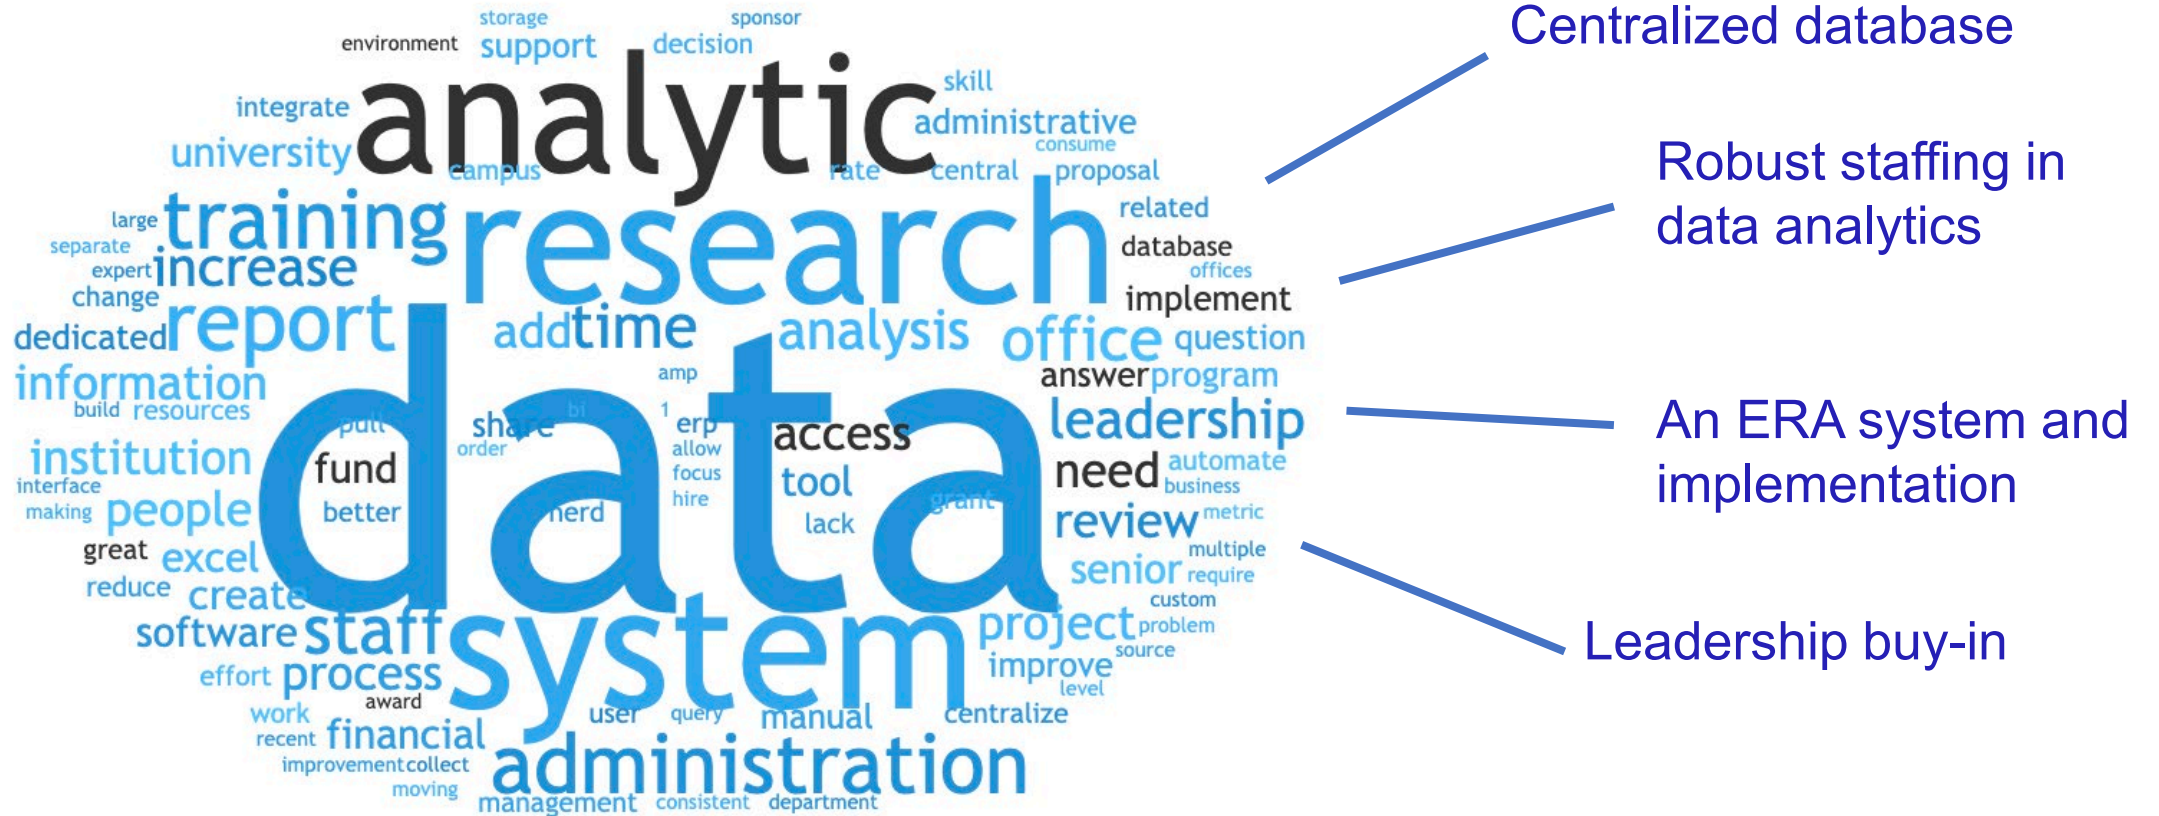 storage sponsor
environment support decision
Centralized database
analytic
skill
integrate
administrative
consume
university
campus rate central proposal
Robust staffing in
data analytics
large training research related
separate
database
expert increase
offices
change
implement
dedicated report add time analysis office question
information
amp
answer program
build resources
pull share bi 1 erp access leadership
An ERA system and
implementation
order allow
institution fund data need automate
interface
focus tool
business
making people better nerd hire lack grant review metric
great excel
multiple
reduce create
senior require
custom
software staff system project problem
Leadership buy-in
effort process
improve source
level
award
work
user query manual centralize
recent financial
administration
improvement collect
moving
management consistent department